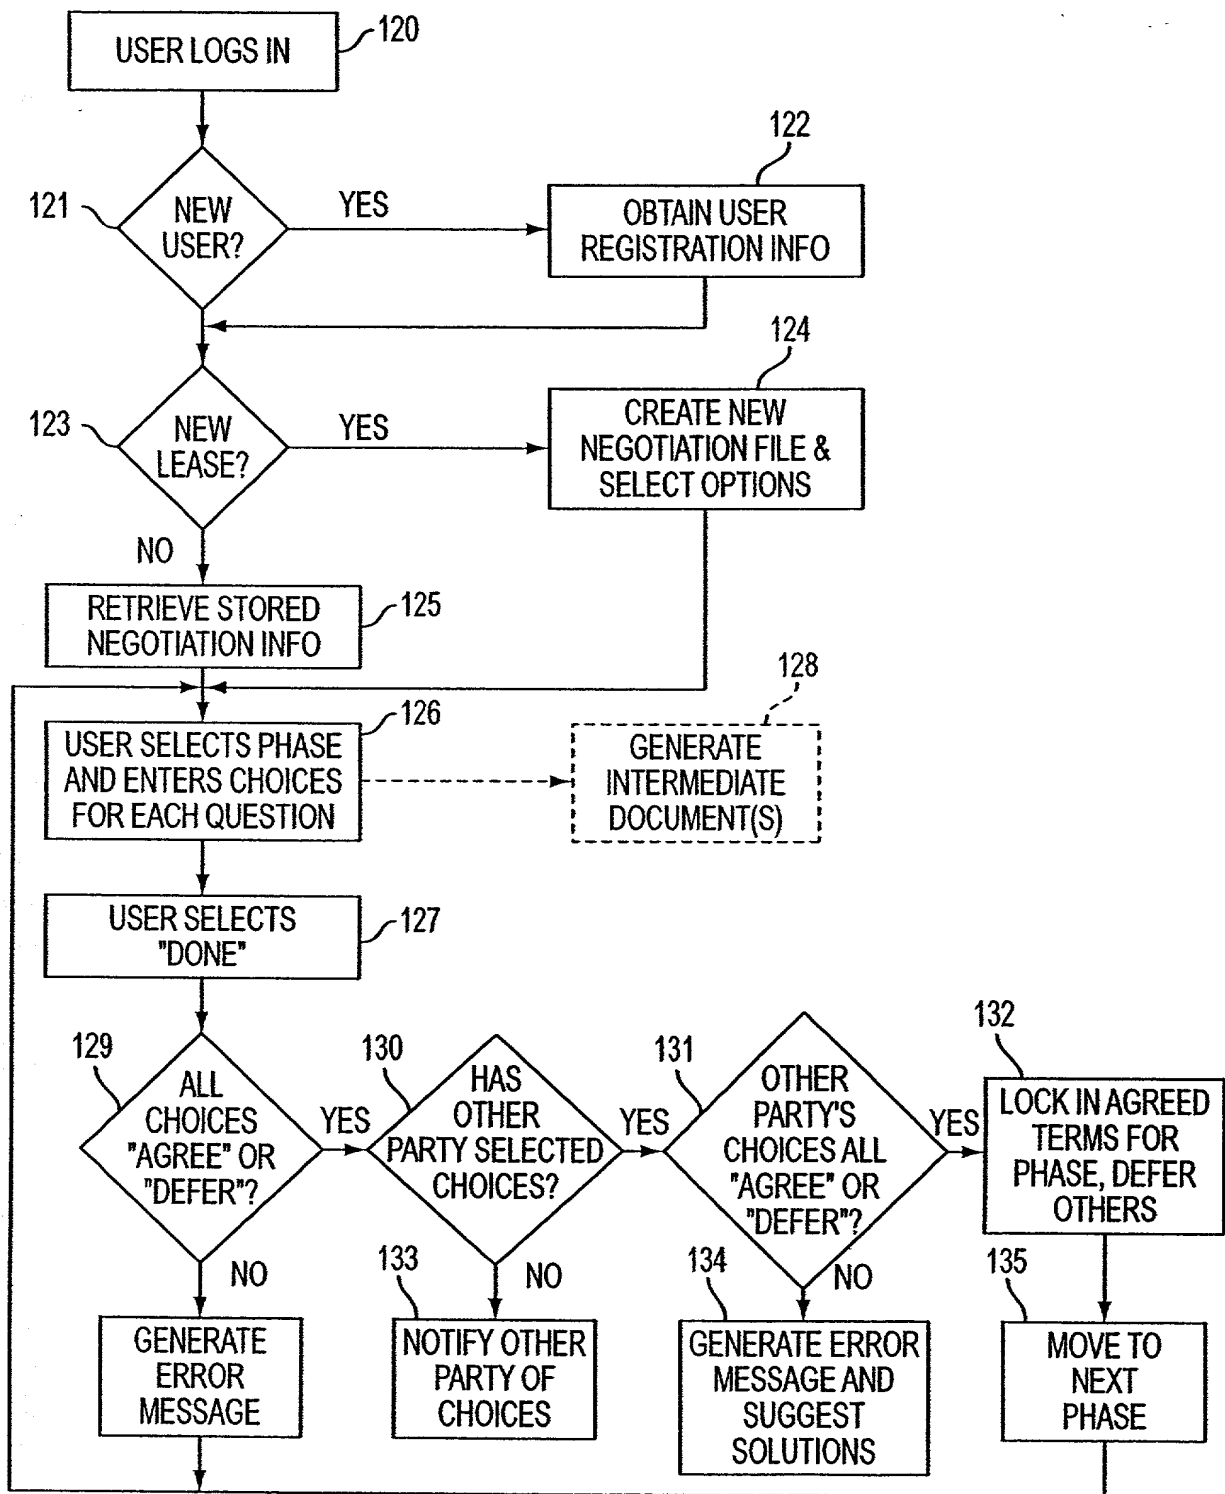 USER LOGS IN
120
NEW
USER?
121
YES
122
OBTAIN USER
REGISTRATION INFO
NEW
LEASE?
123
YES
124
CREATE NEW
NEGOTIATION FILE &
SELECT OPTIONS
NO
RETRIEVE STORED
NEGOTIATION INFO
125
126
USER SELECTS PHASE
AND ENTERS CHOICES
FOR EACH QUESTION
128
GENERATE
INTERMEDIATE
DOCUMENT(S)
USER SELECTS
"DONE"
127
129
ALL
CHOICES
"AGREE" OR
"DEFER"?
YES
130
HAS
OTHER
PARTY SELECTED
CHOICES?
YES
131
OTHER
PARTY'S
CHOICES ALL
"AGREE" OR
"DEFER"?
YES
132
LOCK IN AGREED
TERMS FOR
PHASE, DEFER
OTHERS
NO
GENERATE
ERROR
MESSAGE
133
NO
NOTIFY OTHER
PARTY OF
CHOICES
134
NO
GENERATE ERROR
MESSAGE AND
SUGGEST
SOLUTIONS
135
MOVE TO
NEXT
PHASE